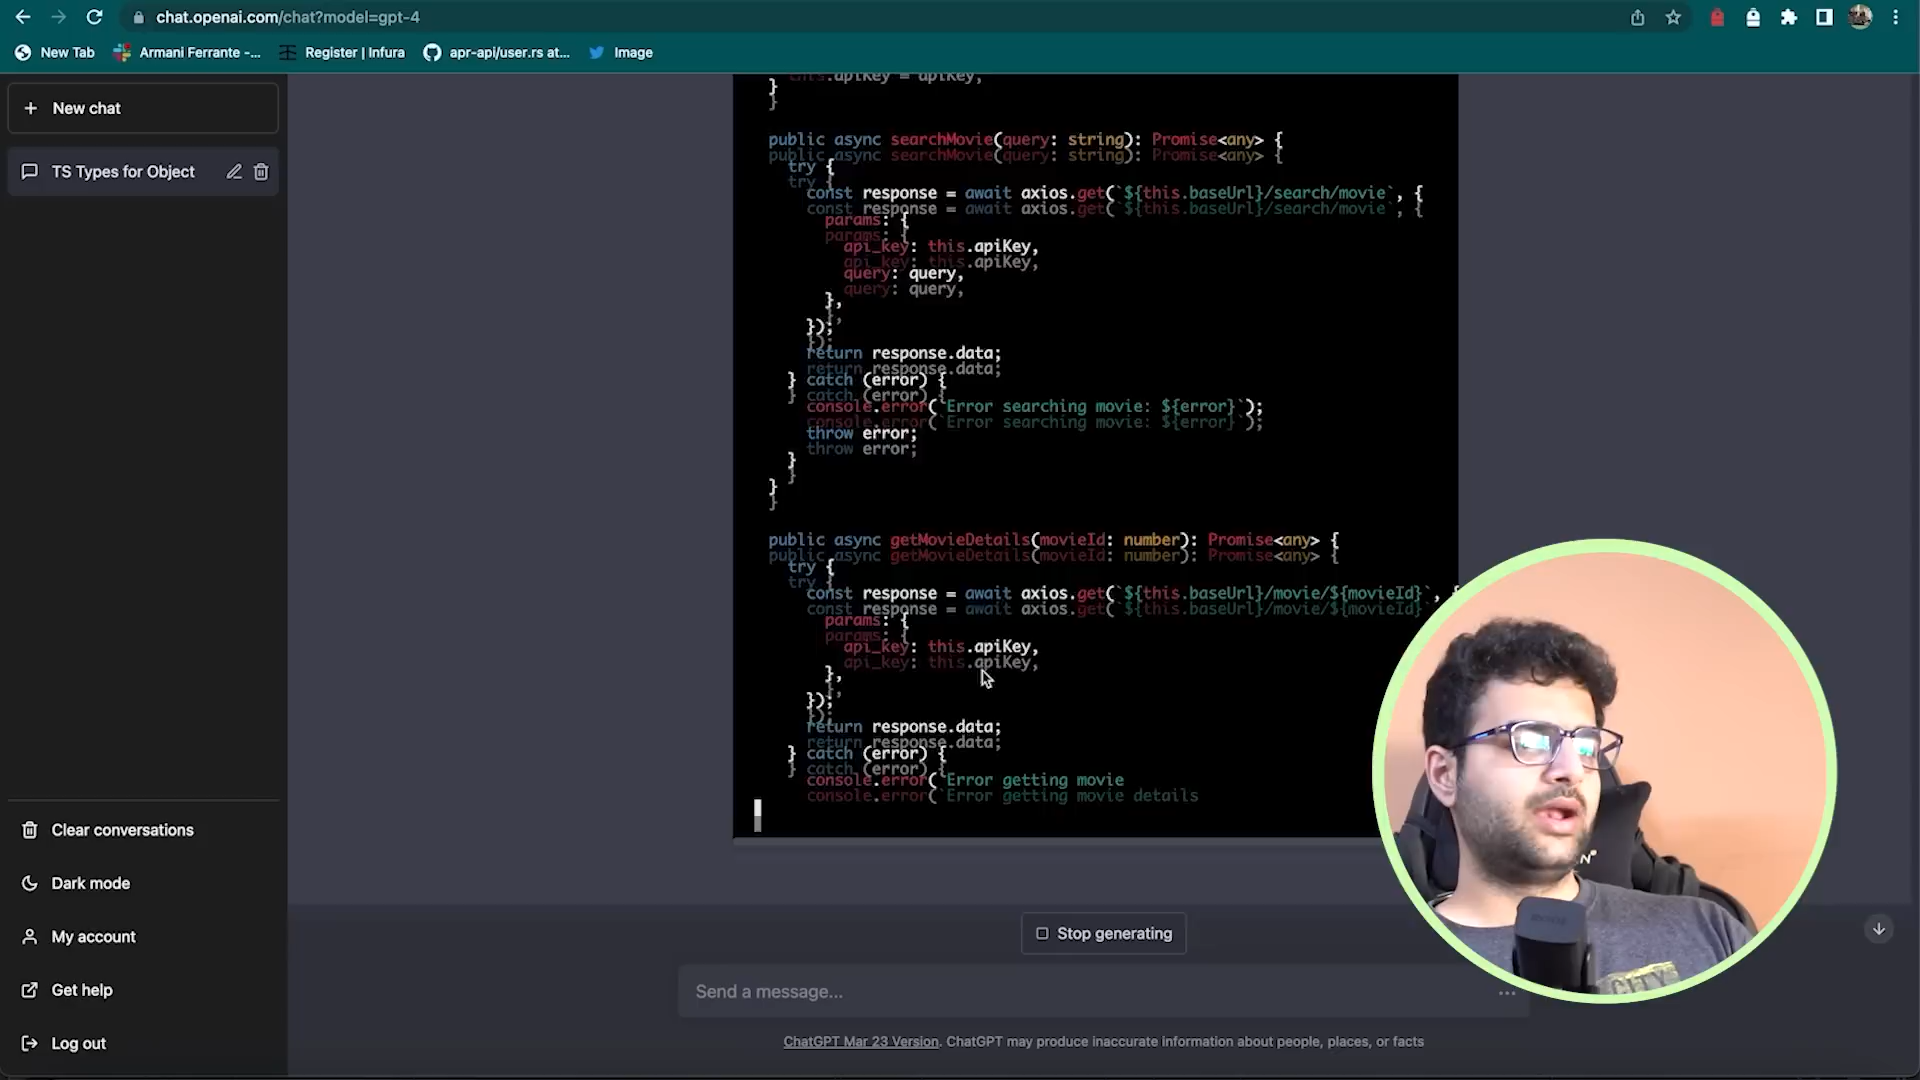 chat.openai.com/chat?model=gpt-4
New Tab
Armani Ferrante -...
Register | Infura
apr-api/user.rs at...
Image
New chat
TS Types for Object
Clear conversations
Dark mode
My account
Get help
Log out
this.apiKey = apiKey;
}
public async searchMovie(query: string): Promise<any> {
try {
const response = await axios.get(`${this.baseUrl}/search/movie`, {
params: {
api_key: this.apiKey,
query: query,
},
});
return response.data;
} catch (error) {
console.error(`Error searching movie: ${error}`);
throw error;
}
}
public async getMovieDetails(movieId: number): Promise<any> {
try {
const response = await axios.get(`${this.baseUrl}/movie/${movieId}`, {
params: {
api_key: this.apiKey,
},
});
return response.data;
} catch (error) {
console.error(`Error getting movie details
Stop generating
Send a message...
ChatGPT Mar 23 Version. ChatGPT may produce inaccurate information about people, places, or facts
CITY